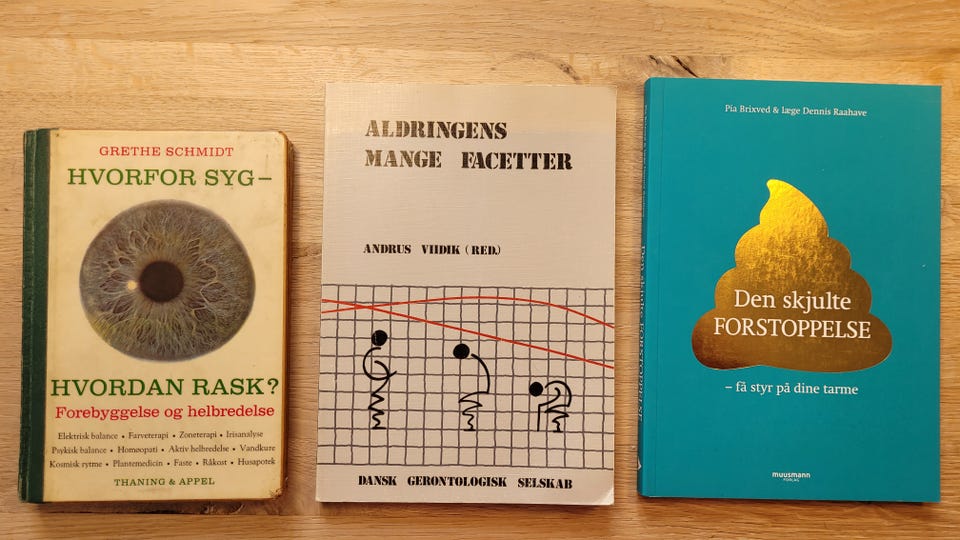 GRETHE SCHMIDT
HVORFOR SYG–
HVORDAN RASK?
Forebyggelse og helbredelse
Elektrisk balance • Farveterapi • Zoneterapi • Irisanalyse
Psykisk balance • Homøopati • Aktiv helbredelse • Vandkure
Kosmisk rytme • Plantemedicin • Faste • Råkost • Husapotek
THANING & APPEL
ALDRINGENS
MANGE FACETTER
ANDRUS VIIDIK (RED.)
DANSK GERONTOLOGISK SELSKAB
Pia Brixved & læge Dennis Raahave
Den skjulte
FORSTOPPELSE
– få styr på dine tarme
muusmann
FORLAG